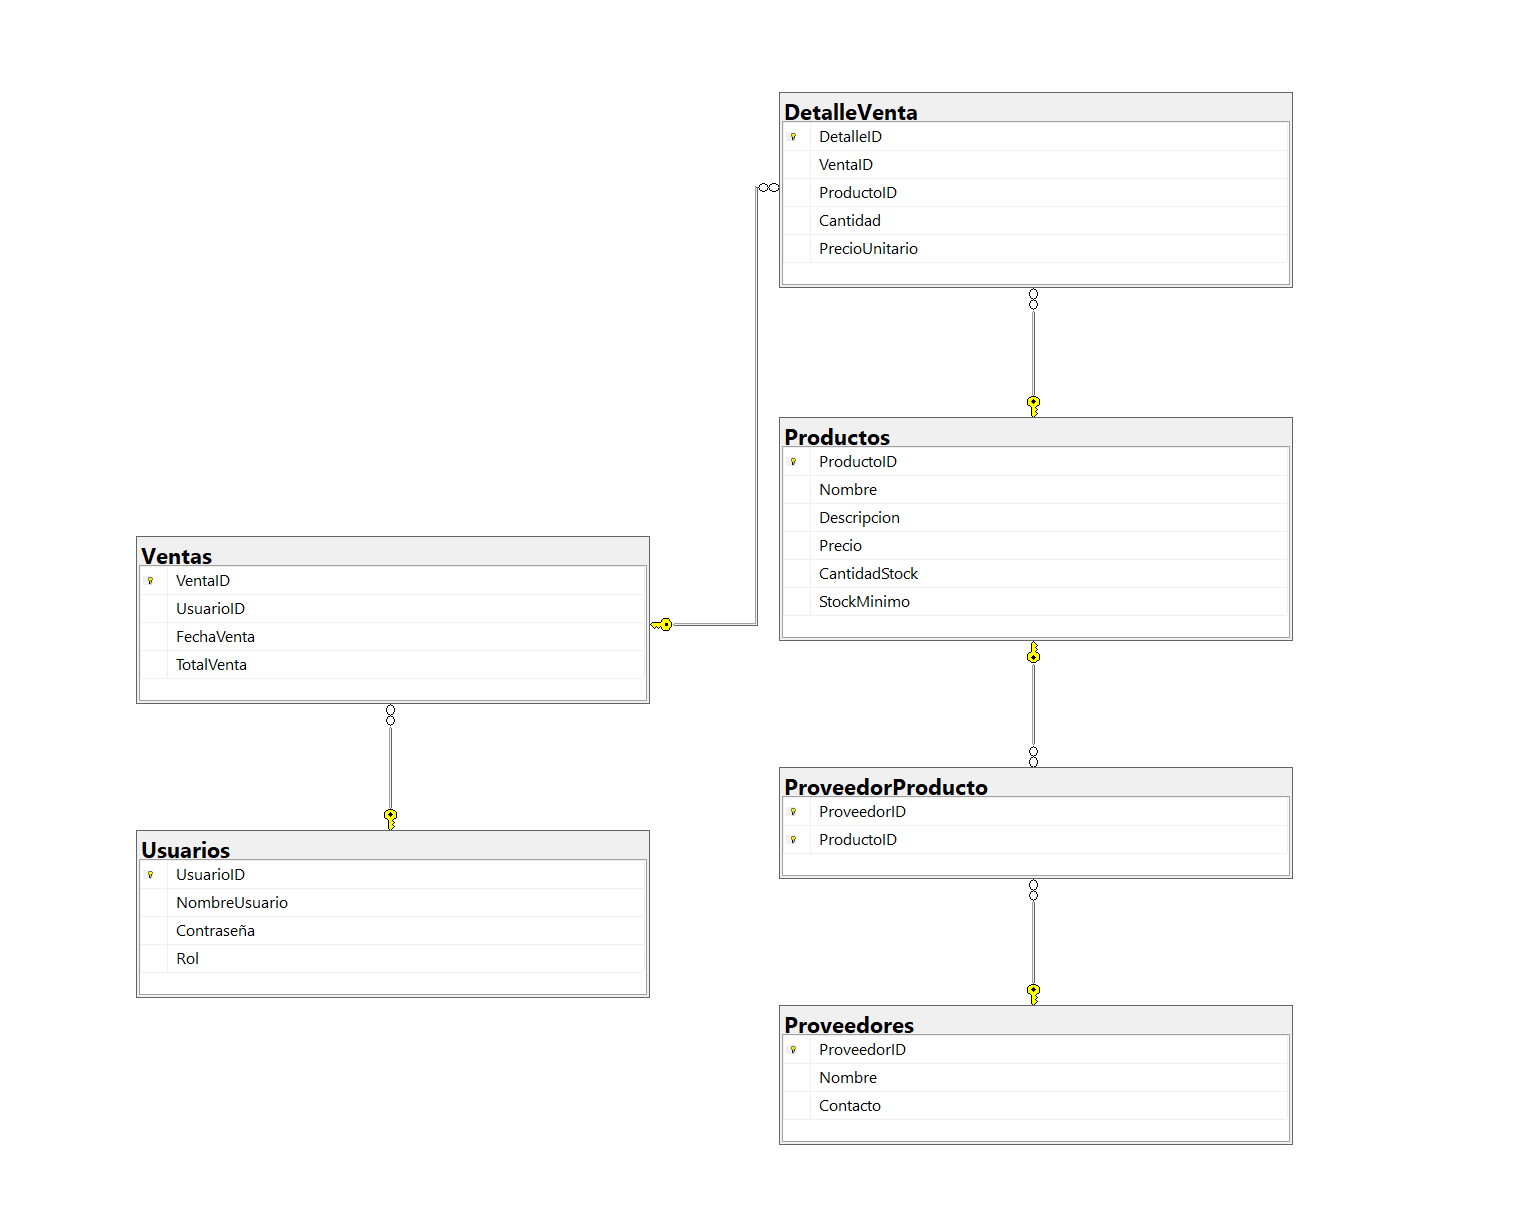 DetalleVenta
DetalleID
VentaID
ProductoID
Cantidad
PrecioUnitario
Productos
ProductoID
Nombre
Descripcion
Precio
CantidadStock
StockMinimo
Ventas
VentaID
UsuarioID
FechaVenta
TotalVenta
ProveedorProducto
ProveedorID
ProductoID
Usuarios
UsuarioID
NombreUsuario
Contraseña
Rol
Proveedores
ProveedorID
Nombre
Contacto